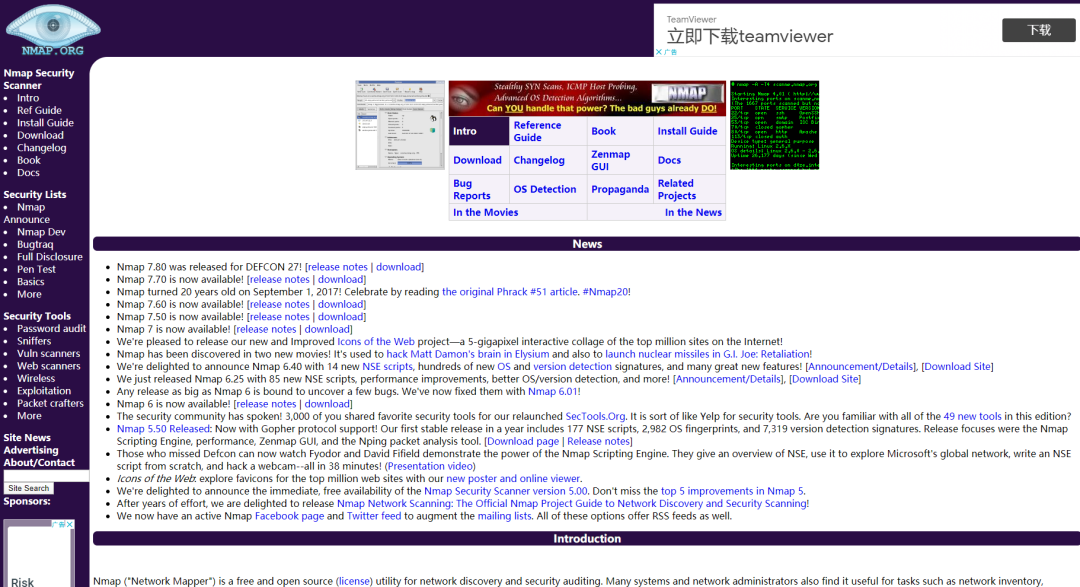 NMAP.ORG
TeamViewer
立即下载teamviewer
下载
广告
Nmap Security
Scanner
Intro
Ref Guide
Install Guide
Download
Changelog
Book
Docs
Security Lists
Nmap
Announce
Nmap Dev
Bugtraq
Full Disclosure
Pen Test
Basics
More
Security Tools
Password audit
Sniffers
Vuln scanners
Web scanners
Wireless
Exploitation
Packet crafters
More
Site News
Advertising
About/Contact
Site Search
Sponsors:
广告
Risk
Stealthy SYN Scans, ICMP Host Probing,
Advanced OS Detection Algorithms...
NMAP
Can YOU handle that power? The bad guys already DO!
Intro
Reference
Guide
Book
Install Guide
Download
Changelog
Zenmap
GUI
Docs
Bug
Reports
OS Detection
Propaganda
Related
Projects
In the Movies
In the News
News
Nmap 7.80 was released for DEFCON 27! [release notes | download]
Nmap 7.70 is now available! [release notes | download]
Nmap turned 20 years old on September 1, 2017! Celebrate by reading the original Phrack #51 article. #Nmap20!
Nmap 7.60 is now available! [release notes | download]
Nmap 7.50 is now available! [release notes | download]
Nmap 7 is now available! [release notes | download]
We're pleased to release our new and Improved Icons of the Web project—a 5-gigapixel interactive collage of the top million sites on the Internet!
Nmap has been discovered in two new movies! It's used to hack Matt Damon's brain in Elysium and also to launch nuclear missiles in G.I. Joe: Retaliation!
We're delighted to announce Nmap 6.40 with 14 new NSE scripts, hundreds of new OS and version detection signatures, and many great new features! [Announcement/Details], [Download Site]
We just released Nmap 6.25 with 85 new NSE scripts, performance improvements, better OS/version detection, and more! [Announcement/Details], [Download Site]
Any release as big as Nmap 6 is bound to uncover a few bugs. We've now fixed them with Nmap 6.01!
Nmap 6 is now available! [release notes | download]
The security community has spoken! 3,000 of you shared favorite security tools for our relaunched SecTools.Org. It is sort of like Yelp for security tools. Are you familiar with all of the 49 new tools in this edition?
Nmap 5.50 Released: Now with Gopher protocol support! Our first stable release in a year includes 177 NSE scripts, 2,982 OS fingerprints, and 7,319 version detection signatures. Release focuses were the Nmap
Scripting Engine, performance, Zenmap GUI, and the Nping packet analysis tool. [Download page | Release notes]
Those who missed Defcon can now watch Fyodor and David Fifield demonstrate the power of the Nmap Scripting Engine. They give an overview of NSE, use it to explore Microsoft's global network, write an NSE
script from scratch, and hack a webcam--all in 38 minutes! (Presentation video)
Icons of the Web: explore favicons for the top million web sites with our new poster and online viewer.
We're delighted to announce the immediate, free availability of the Nmap Security Scanner version 5.00. Don't miss the top 5 improvements in Nmap 5.
After years of effort, we are delighted to release Nmap Network Scanning: The Official Nmap Project Guide to Network Discovery and Security Scanning!
We now have an active Nmap Facebook page and Twitter feed to augment the mailing lists. All of these options offer RSS feeds as well.
Introduction
Nmap ("Network Mapper") is a free and open source (license) utility for network discovery and security auditing. Many systems and network administrators also find it useful for tasks such as network inventory,